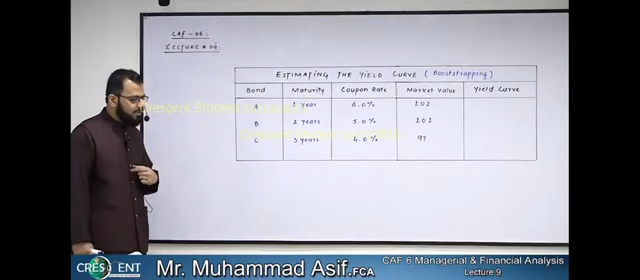 CAF - 06:
LECTURE # 09
ESTIMATING THE YIELD CURVE (Bootstrapping)
Bond Maturity Coupon Rate Market Value Yield Curve
A 1 year 6.0% 102
B 2 years 5.0% 101
C 3 years 4.0% 97
CRESCENT
Mr. Muhammad Asif.FCA
CAF 6 Managerial & Financial Analysis
Lecture 9